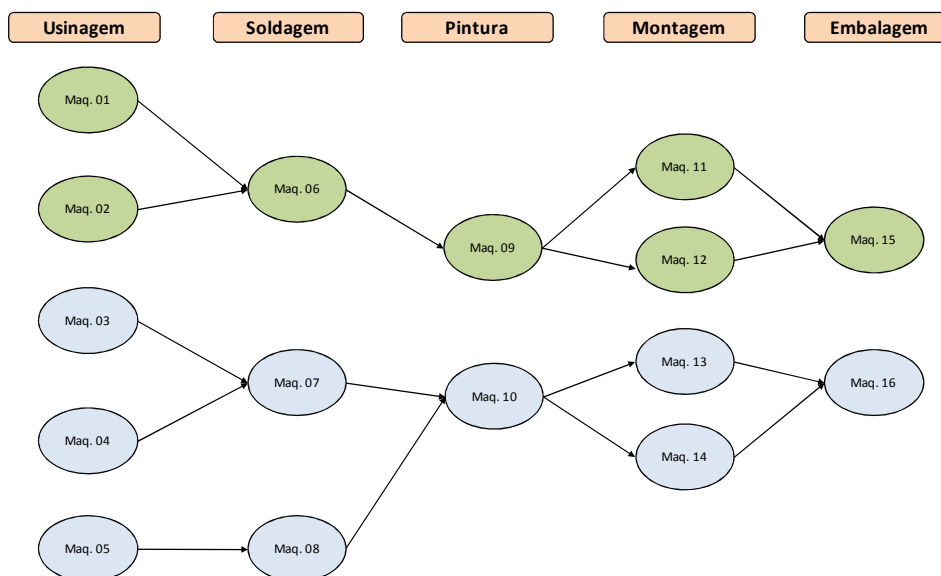 Usinagem
Soldagem
Pintura
Montagem
Embalagem
Maq. 01
Maq. 02
Maq. 06
Maq. 09
Maq. 11
Maq. 12
Maq. 15
Maq. 03
Maq. 04
Maq. 05
Maq. 07
Maq. 08
Maq. 10
Maq. 13
Maq. 14
Maq. 16